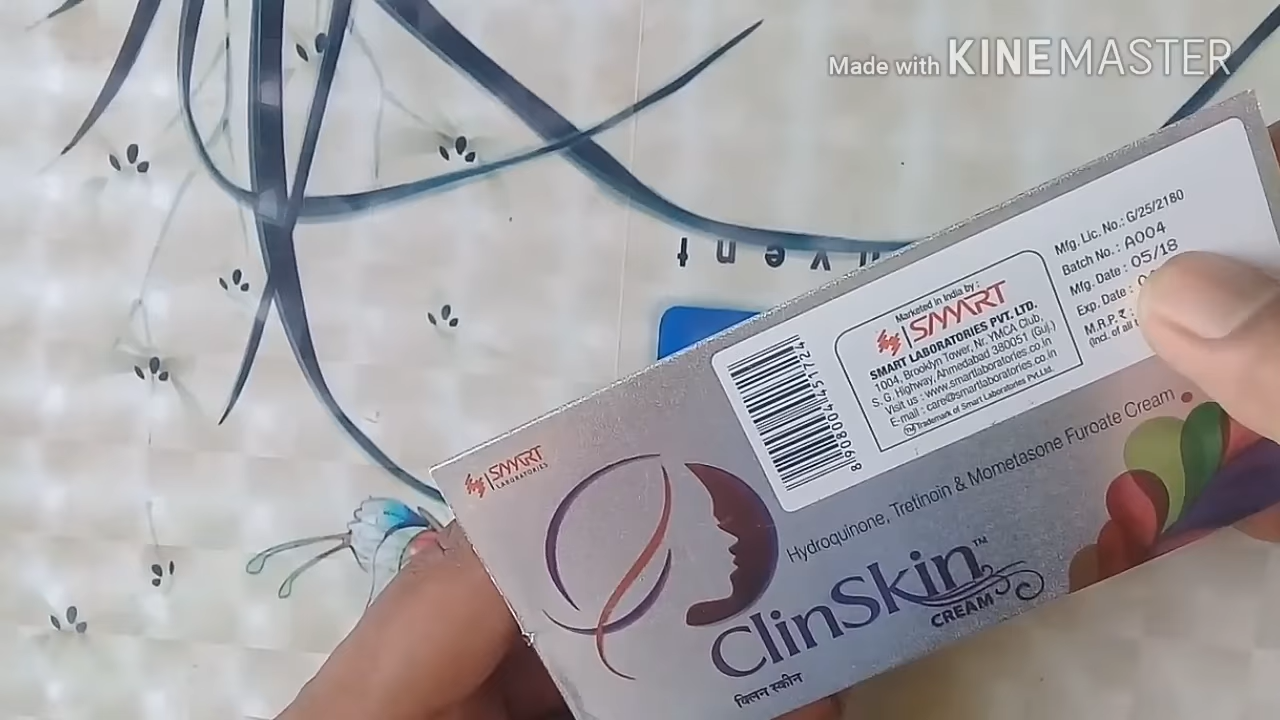 Made with KINEMASTER
Mfg. Lic. No.: G/25/2180
Batch No. : A004
Mfg. Date : 05/18
Exp. Date :
M.R.P. ₹ :
(Incl. of all
Marketed in India by :
SMART
SMART LABORATORIES PVT. LTD.
1004, Brooklyn Tower, Nr. YMCA Club,
S. G. Highway, Ahmedabad 380051 (Guj.)
Visit us : www.smartlaboratories.co.in
E-mail : care@smartlaboratories.co.in
TM Trademark of Smart Laboratories Pvt.Ltd.
SMART
LABORATORIES
Hydroquinone, Tretinoin & Mometasone Furoate Cream
ClinSkin™
CREAM
क्लिन स्कीन